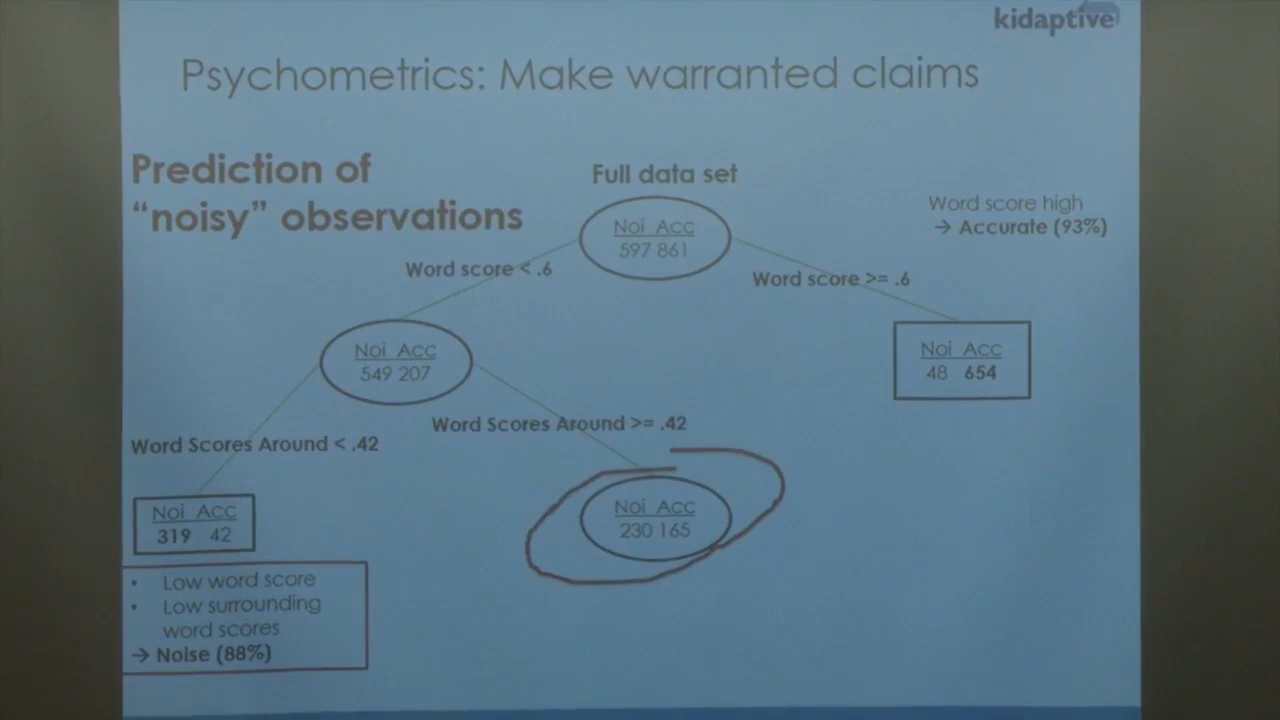 kidaptive
Psychometrics: Make warranted claims
Prediction of
“noisy” observations
Full data set
Noi Acc
597 861
Word score high
→ Accurate (93%)
Word score < .6
Word score >= .6
Noi Acc
549 207
Noi Acc
48 654
Word Scores Around < .42
Word Scores Around >= .42
Noi Acc
319 42
Noi Acc
230 165
• Low word score
• Low surrounding
word scores
→ Noise (88%)